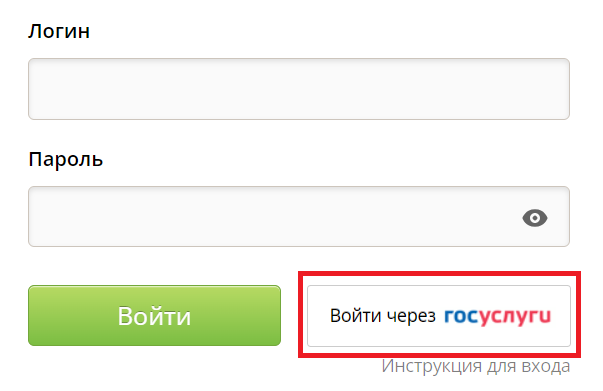 Логин
Пароль
Войти
Войти через госуслуги
Инструкция для входа